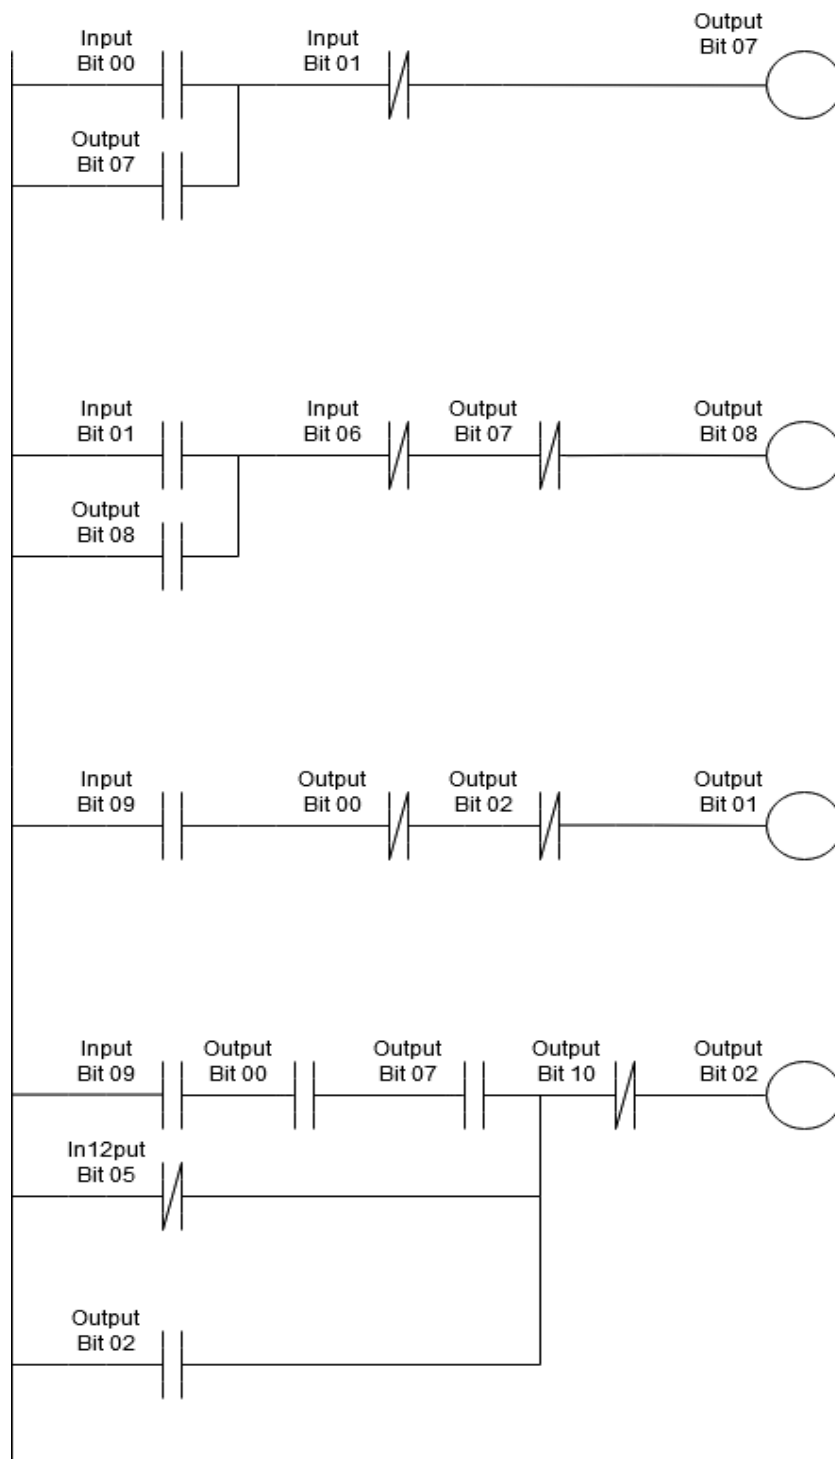 Input
Bit 00
Input
Bit 01
Output
Bit 07
Output
Bit 07
Input
Bit 01
Input
Bit 06
Output
Bit 07
Output
Bit 08
Output
Bit 08
Input
Bit 09
Output
Bit 00
Output
Bit 02
Output
Bit 01
Input
Bit 09
Output
Bit 00
Output
Bit 07
Output
Bit 10
Output
Bit 02
In12put
Bit 05
Output
Bit 02